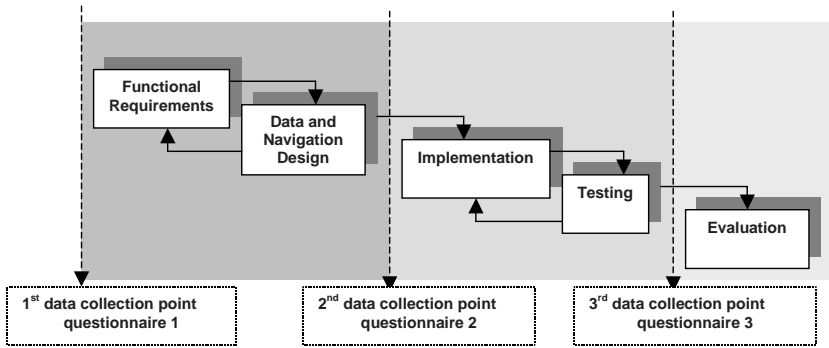 Functional
Requirements
Data and
Navigation
Design
Implementation
Testing
Evaluation
1st data collection point
questionnaire 1
2nd data collection point
questionnaire 2
3rd data collection point
questionnaire 3